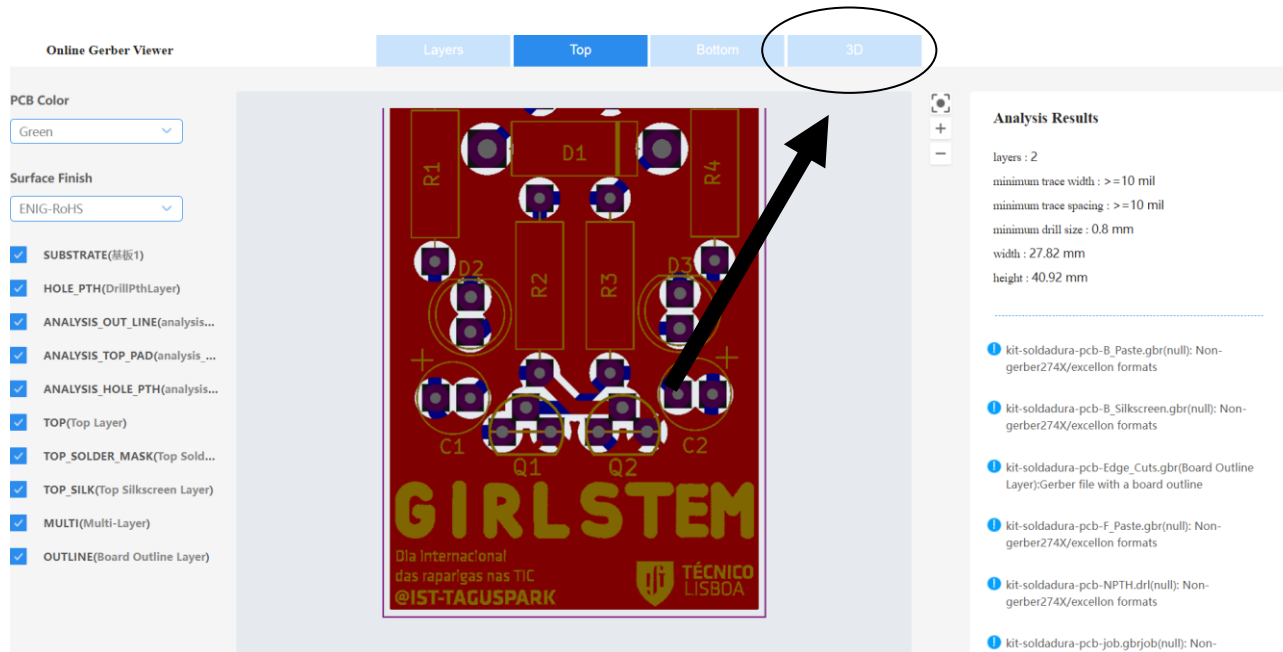 Online Gerber Viewer
Layers
Top
Bottom
3D
PCB Color
Green
Surface Finish
ENIG-RoHS
SUBSTRATE(基板1)
HOLE_PTH(DrillPthLayer)
ANALYSIS_OUT_LINE(analysis...
ANALYSIS_TOP_PAD(analysis_...
ANALYSIS_HOLE_PTH(analysis...
TOP(Top Layer)
TOP_SOLDER_MASK(Top Sold...
TOP_SILK(Top Silkscreen Layer)
MULTI(Multi-Layer)
OUTLINE(Board Outline Layer)
R1
D1
R4
D2
R2
R3
D3
+
+
C1
Q1
Q2
C2
GIRLSTEM
Dia Internacional
das raparigas nas TIC
@IST-TAGUSPARK
TÉCNICO
LISBOA
+
−
Analysis Results
layers : 2
minimum trace width : >=10 mil
minimum trace spacing : >=10 mil
minimum drill size : 0.8 mm
width : 27.82 mm
height : 40.92 mm
kit-soldadura-pcb-B_Paste.gbr(null): Non-
gerber274X/excellon formats
kit-soldadura-pcb-B_Silkscreen.gbr(null): Non-
gerber274X/excellon formats
kit-soldadura-pcb-Edge_Cuts.gbr(Board Outline
Layer):Gerber file with a board outline
kit-soldadura-pcb-F_Paste.gbr(null): Non-
gerber274X/excellon formats
kit-soldadura-pcb-NPTH.drl(null): Non-
gerber274X/excellon formats
kit-soldadura-pcb-job.gbrjob(null): Non-